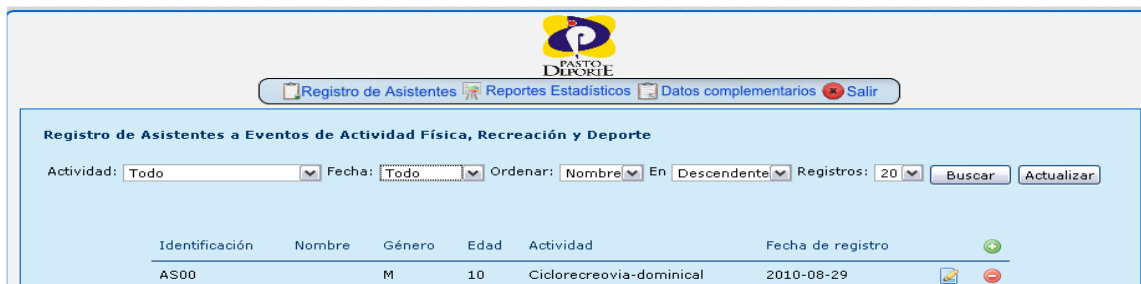 PASTO
DEPORTE
Registro de Asistentes Reportes Estadísticos Datos complementarios Salir
Registro de Asistentes a Eventos de Actividad Física, Recreación y Deporte
Actividad: Todo Fecha: Todo Ordenar: Nombre En Descendente Registros: 20 Buscar Actualizar
Identificación Nombre Género Edad Actividad Fecha de registro
AS00 M 10 Ciclorecreovia-dominical 2010-08-29